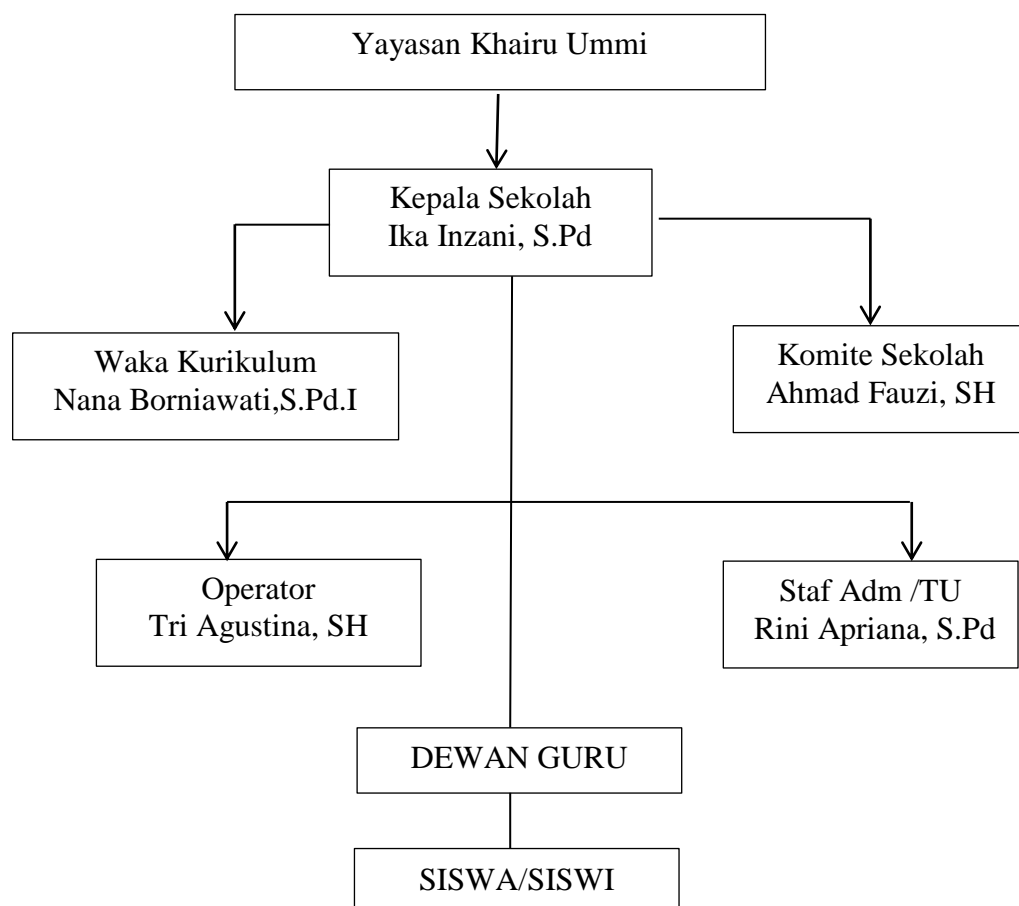 Yayasan Khairu Ummi
Kepala Sekolah
Ika Inzani, S.Pd
Waka Kurikulum
Nana Borniawati,S.Pd.I
Komite Sekolah
Ahmad Fauzi, SH
Operator
Tri Agustina, SH
Staf Adm /TU
Rini Apriana, S.Pd
DEWAN GURU
SISWA/SISWI